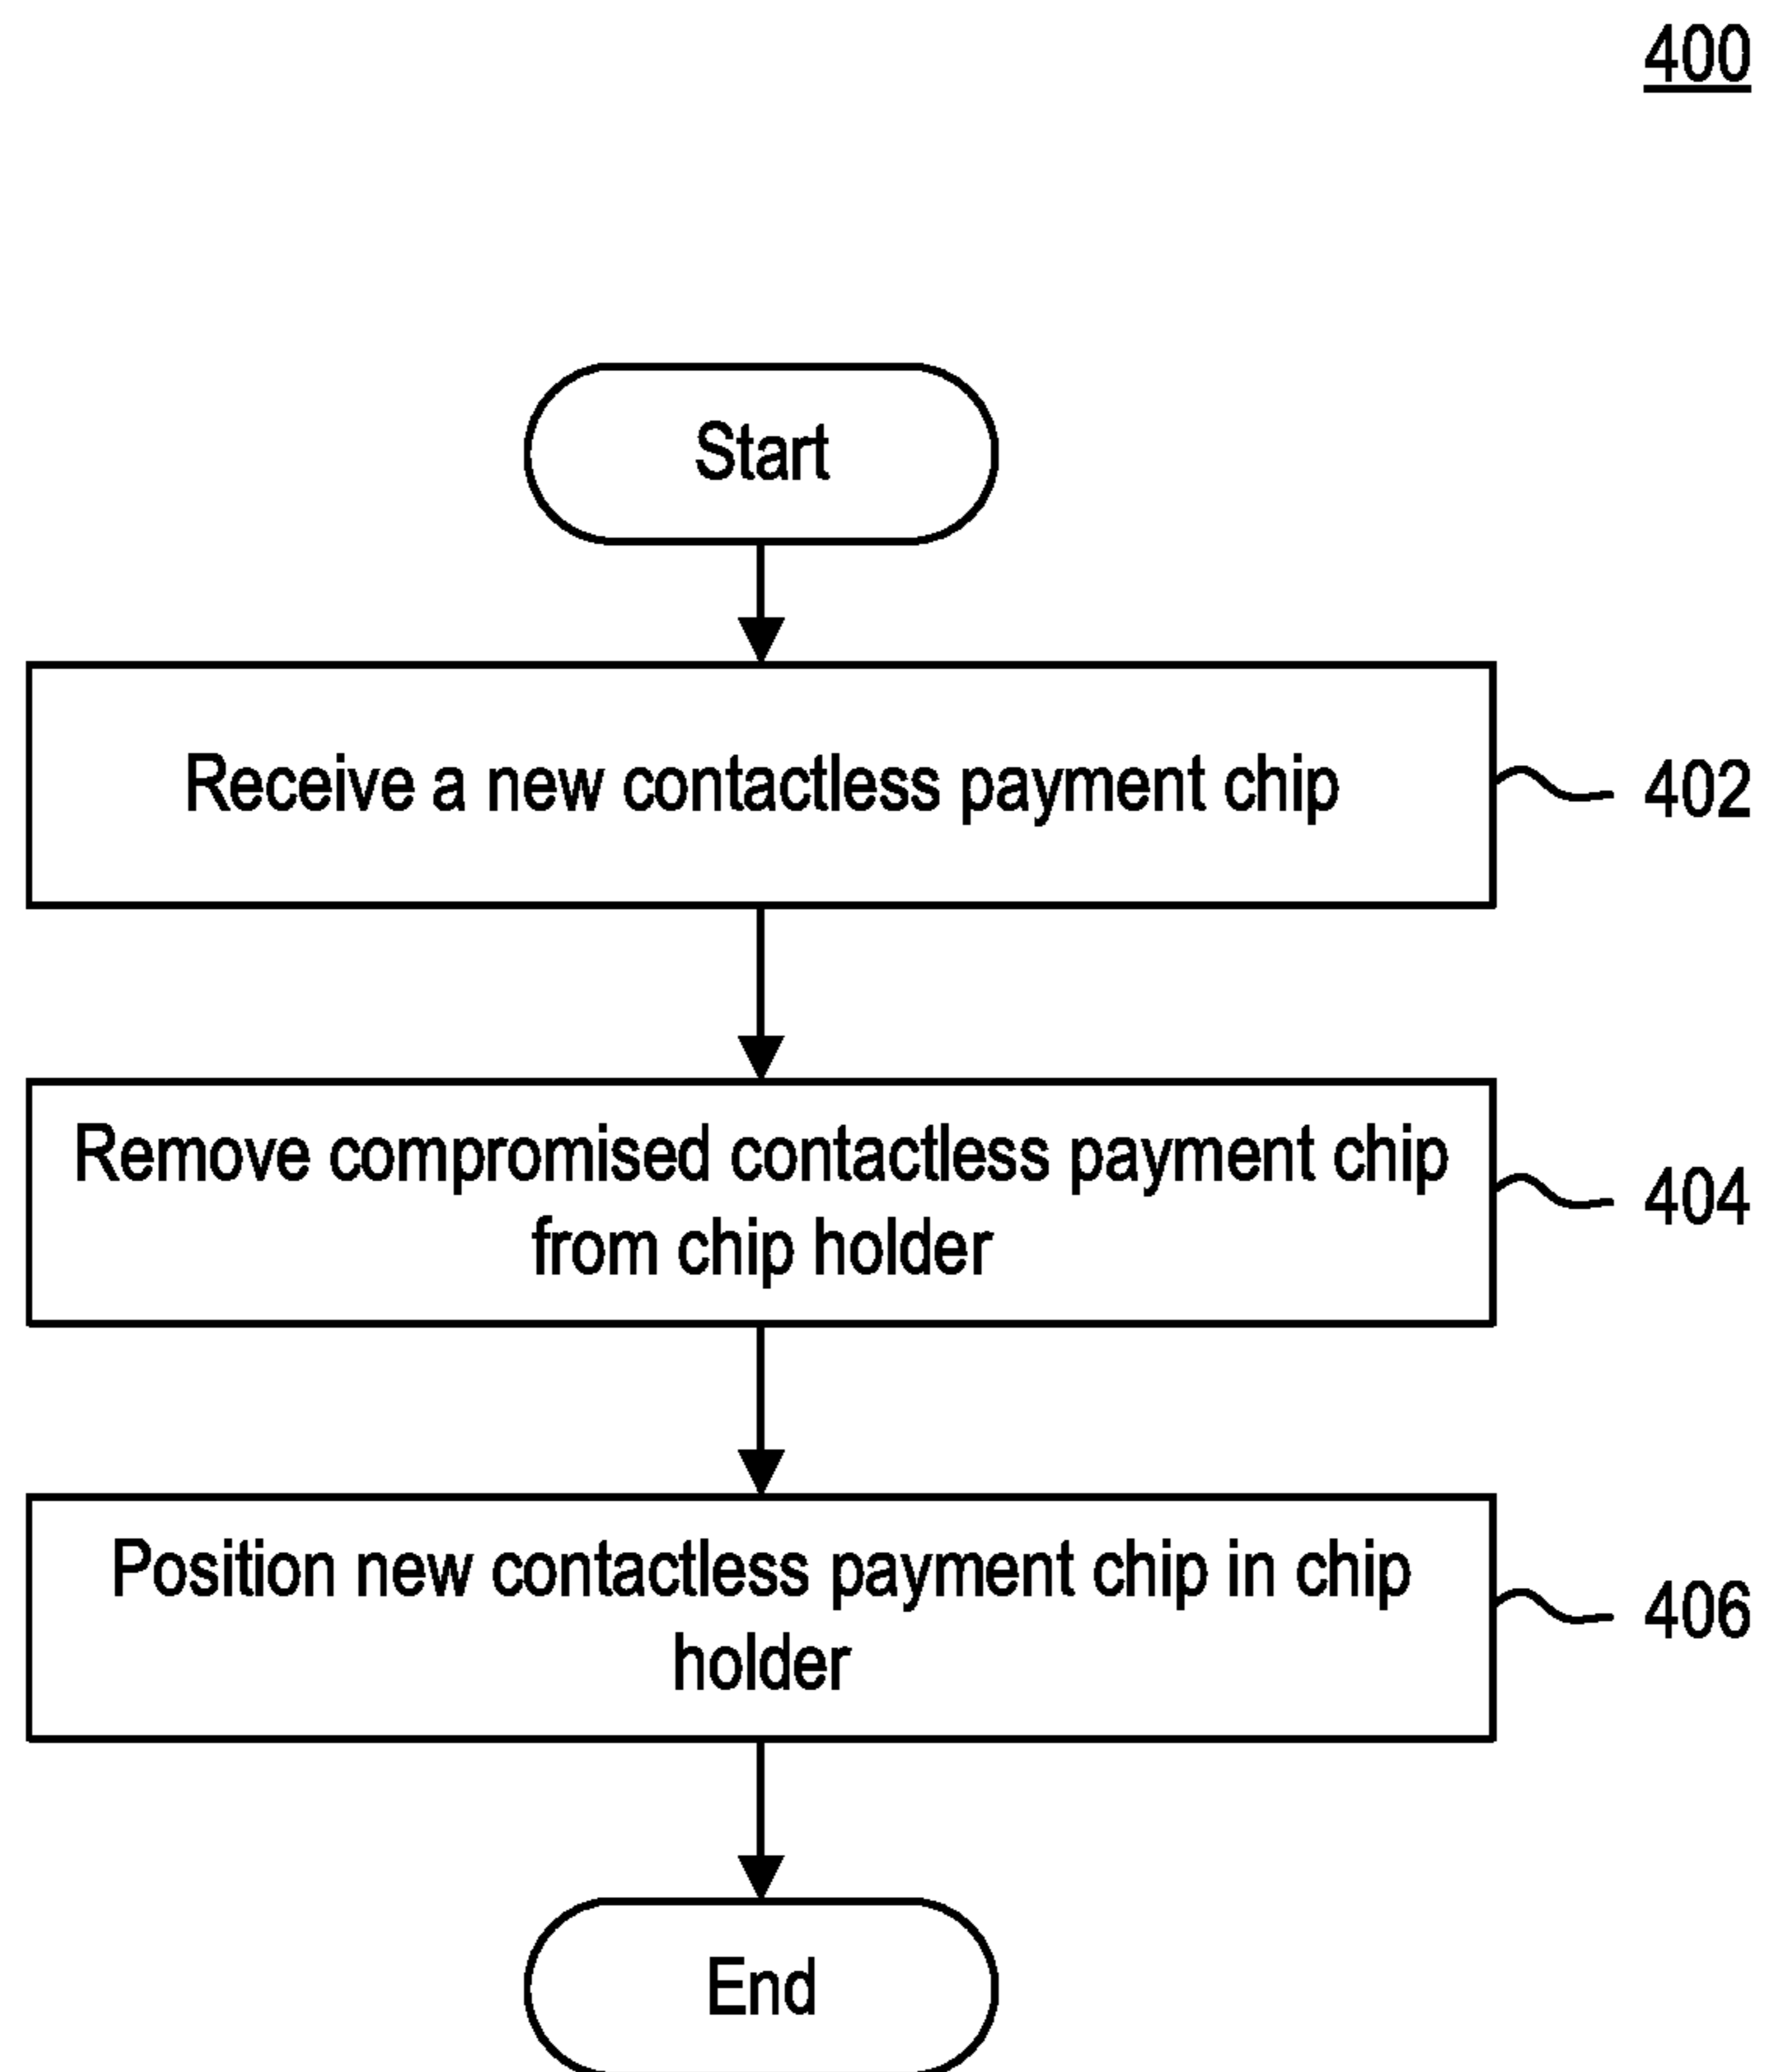 400
Start
Receive a new contactless payment chip
402
Remove compromised contactless payment chip
from chip holder
404
Position new contactless payment chip in chip
holder
406
End